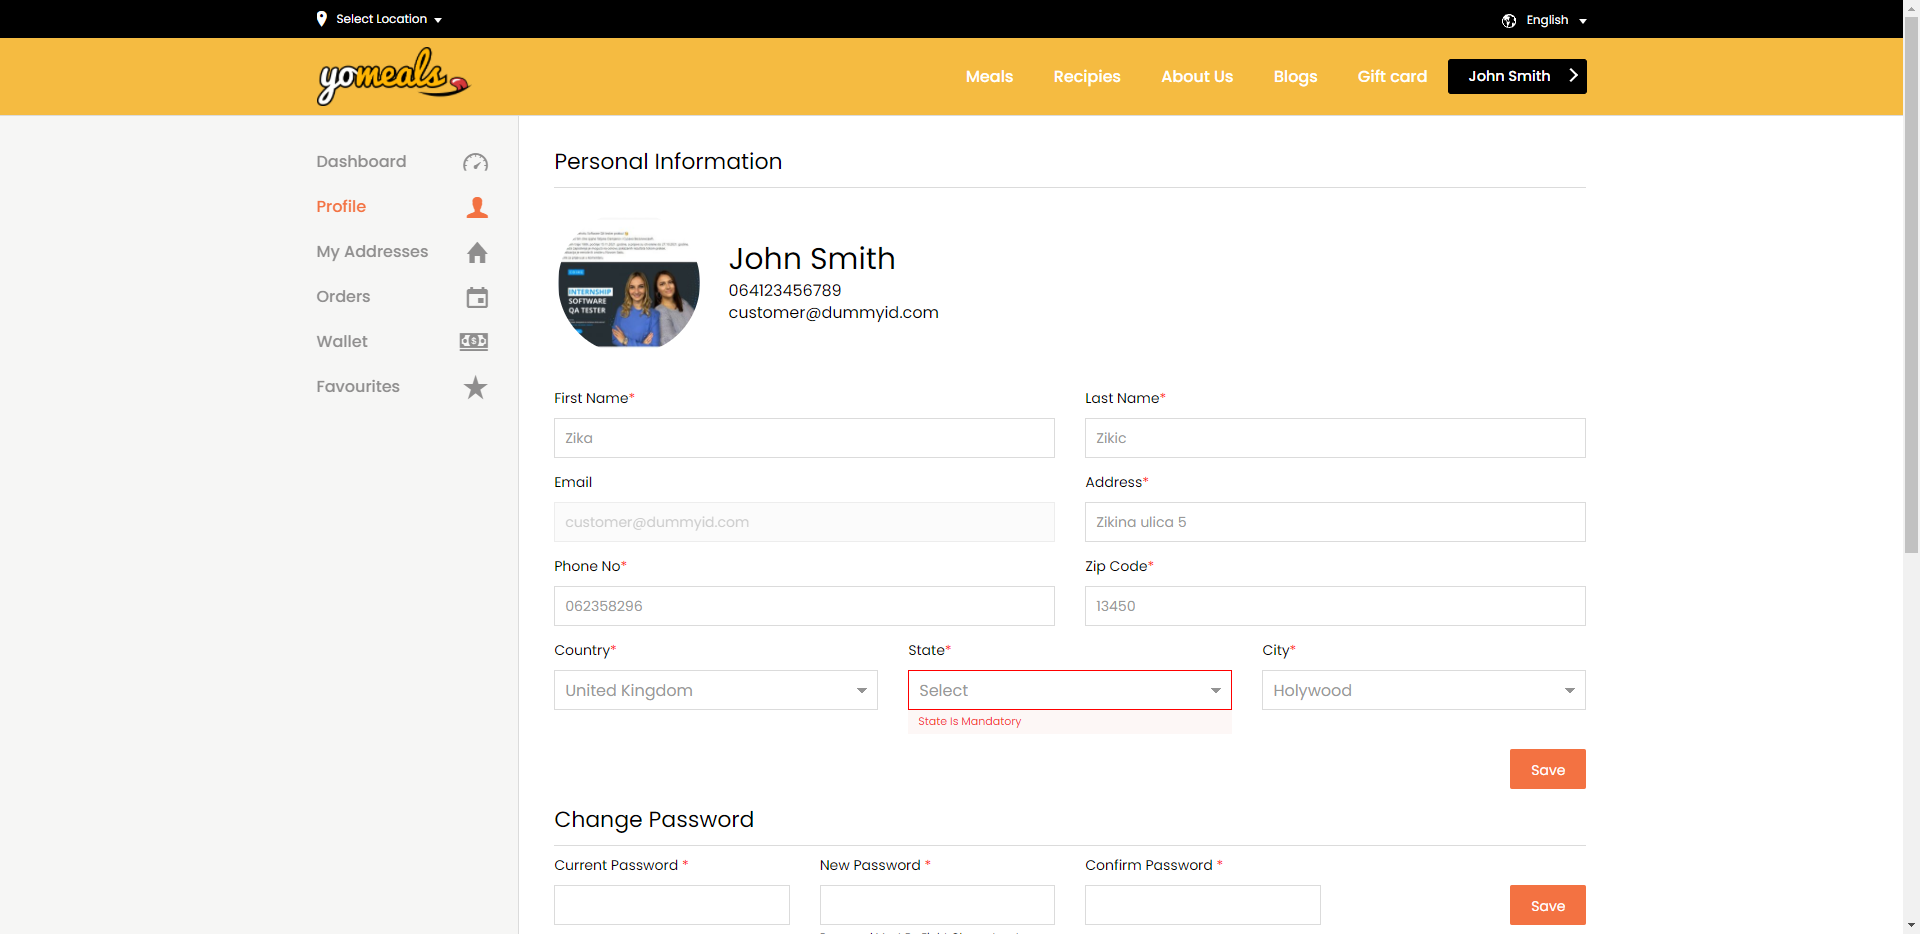 Select Location
English
yomeals
Meals
Recipies
About Us
Blogs
Gift card
John Smith
Dashboard
Profile
My Addresses
Orders
Wallet
Favourites
Personal Information
INTERNSHIP
SOFTWARE
QA TESTER
John Smith
064123456789
customer@dummyid.com
First Name*
Last Name*
Zika
Zikic
Email
Address*
customer@dummyid.com
Zikina ulica 5
Phone No*
Zip Code*
062358296
13450
Country*
State*
City*
United Kingdom
Select
Holywood
State Is Mandatory
Save
Change Password
Current Password *
New Password *
Confirm Password *
Save